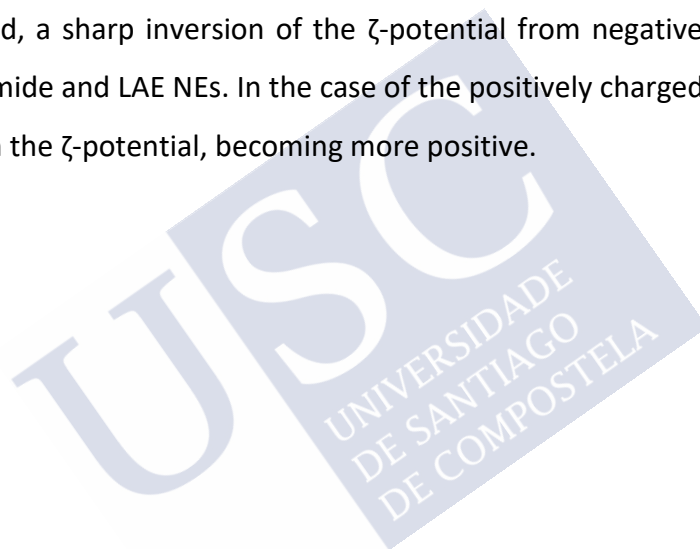 d, a sharp inversion of the ζ-potential from negative
mide and LAE NEs. In the case of the positively charged
the ζ-potential, becoming more positive.
USC
UNIVERSIDADE
DE SANTIAGO
DE COMPOSTELA